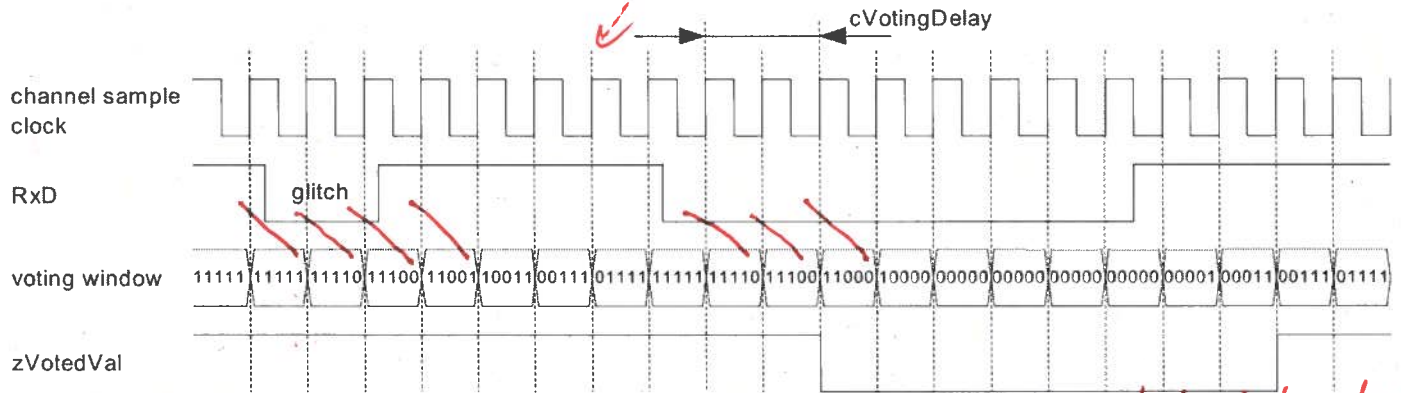 cVotingDelay
channel sample
clock
RxD
glitch
voting window 11111 11111 11110 11100 11001 10011 00111 01111 11111 11110 11100 11000 10000 00000 00000 00000 00000 00001 00011 00111 01111
zVotedVal